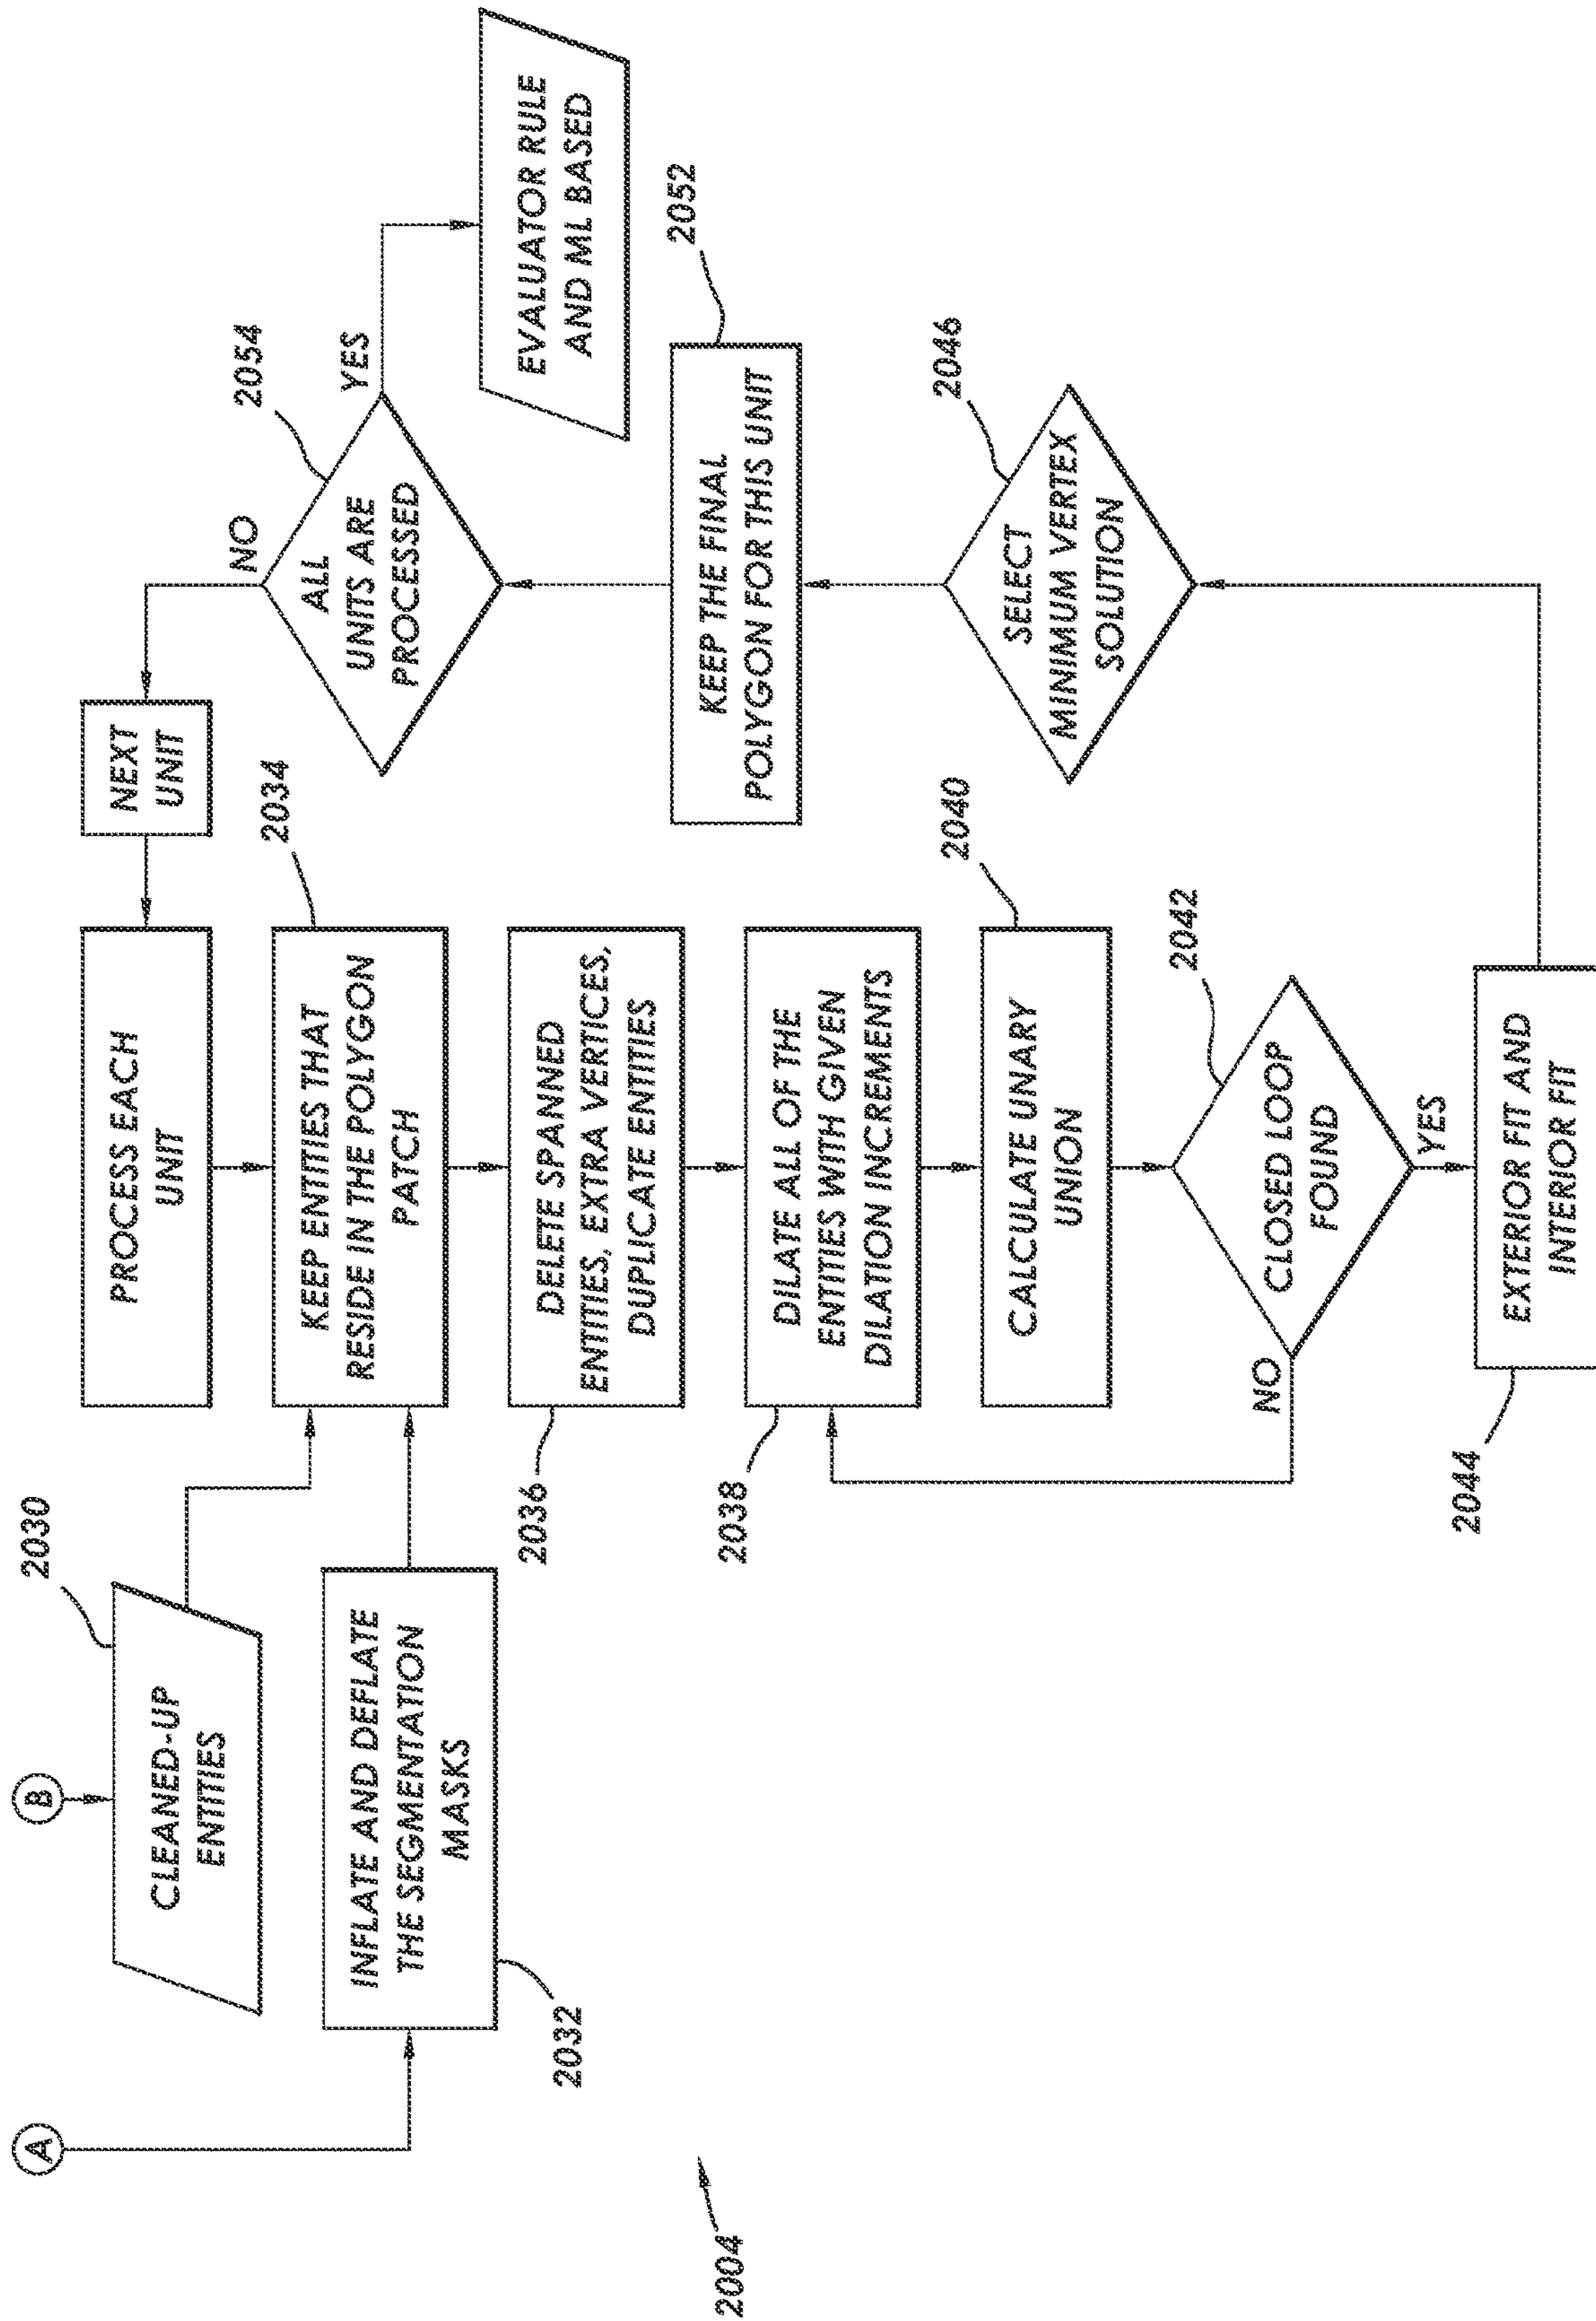 A
B
2030
CLEANED-UP
ENTITIES
INFLATE AND DEFLATE
THE SEGMENTATION
MASKS
2032
2004
PROCESS EACH
UNIT
NEXT
UNIT
2034
KEEP ENTITIES THAT
RESIDE IN THE POLYGON
PATCH
2036
DELETE SPANNED
ENTITIES, EXTRA VERTICES,
DUPLICATE ENTITIES
2038
DILATE ALL OF THE
ENTITIES WITH GIVEN
DILATION INCREMENTS
2040
CALCULATE UNARY
UNION
2042
CLOSED LOOP
FOUND
NO
YES
2044
EXTERIOR FIT AND
INTERIOR FIT
2046
SELECT
MINIMUM VERTEX
SOLUTION
2052
KEEP THE FINAL
POLYGON FOR THIS UNIT
2054
ALL
UNITS ARE
PROCESSED
NO
YES
EVALUATOR RULE
AND ML BASED